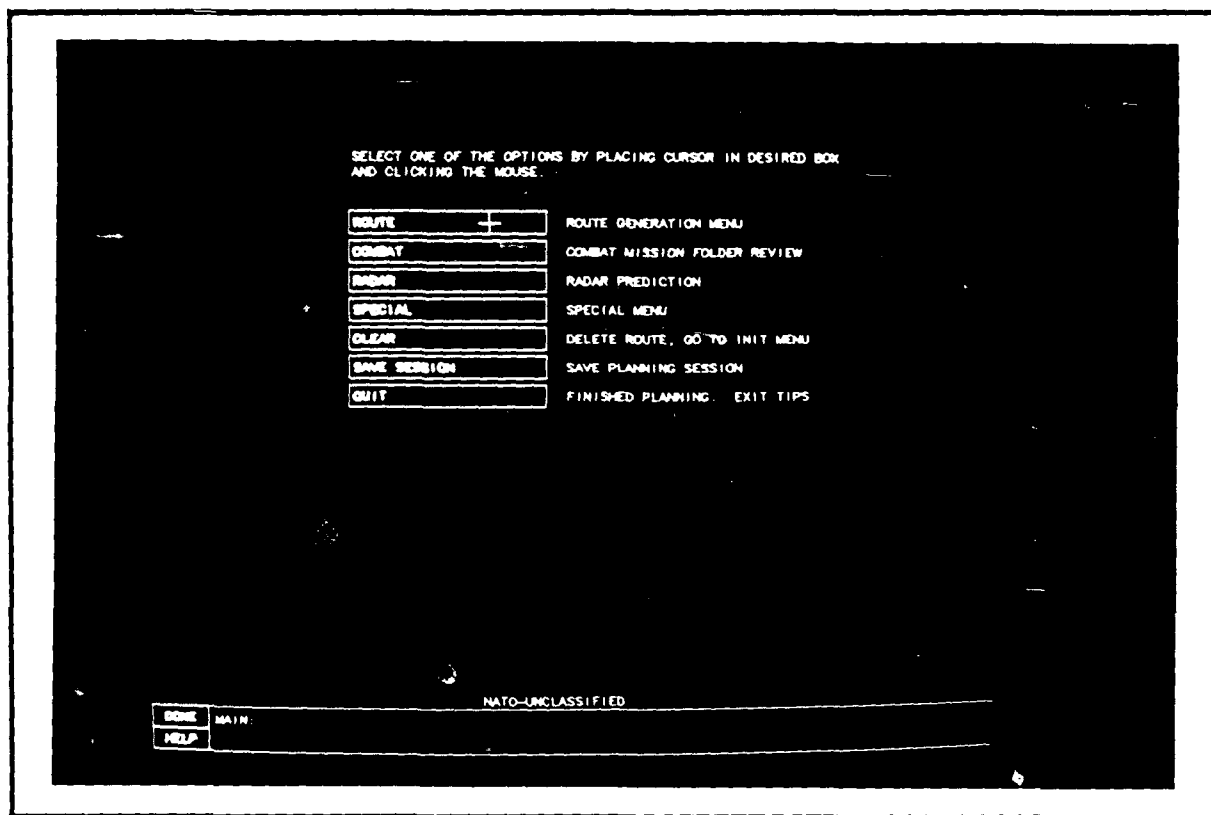 SELECT ONE OF THE OPTIONS BY PLACING CURSOR IN DESIRED BOX
AND CLICKING THE MOUSE.
ROUTE ROUTE GENERATION MENU
COMBAT COMBAT MISSION FOLDER REVIEW
RADAR RADAR PREDICTION
SPECIAL SPECIAL MENU
CLEAR DELETE ROUTE, GO TO INIT MENU
SAVE SESSION SAVE PLANNING SESSION
QUIT FINISHED PLANNING. EXIT TIPS
NATO-UNCLASSIFIED
DONE MAIN:
HELP